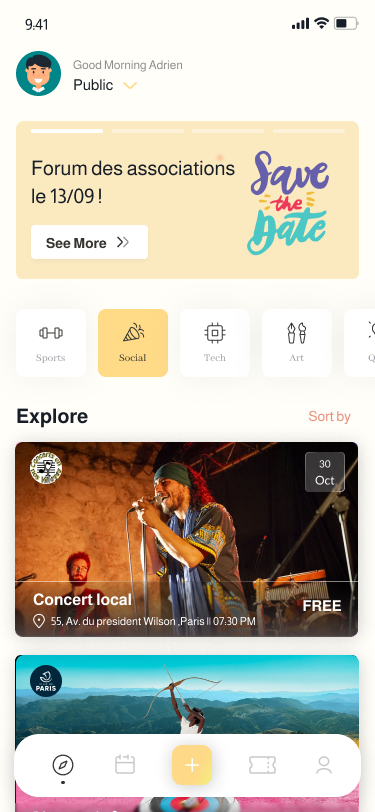 9.41
Good Morning Adrien
Public
Forum des associations
le 13/09 !
Save
the
Date
See More
Sports
Social
Tech
Art
Explore
Sort by
30
Oct
Concert local
FREE
55, Av. du president Wilson ,Paris || 07:30 PM
PARIS